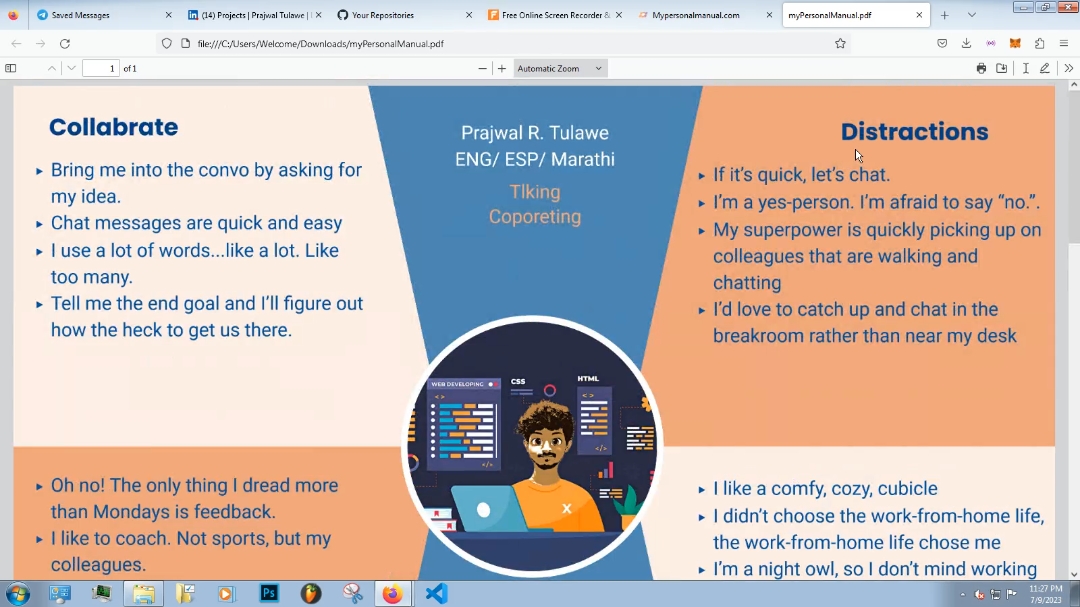 Saved Messages
(14) Projects | Prajwal Tulawe |
Your Repositories
Free Online Screen Recorder &
Mypersonalmanual.com
myPersonalManual.pdf
file:///C:/Users/Welcome/Downloads/myPersonalManual.pdf
1 of 1
Automatic Zoom
Collabrate
Bring me into the convo by asking for
my idea.
Chat messages are quick and easy
I use a lot of words...like a lot. Like
too many.
Tell me the end goal and I’ll figure out
how the heck to get us there.
Prajwal R. Tulawe
ENG/ ESP/ Marathi
Tlking
Coporeting
Distractions
If it’s quick, let’s chat.
I’m a yes-person. I’m afraid to say “no.”.
My superpower is quickly picking up on
colleagues that are walking and
chatting
I’d love to catch up and chat in the
breakroom rather than near my desk
WEB DEVELOPING
CSS
HTML
Oh no! The only thing I dread more
than Mondays is feedback.
I like to coach. Not sports, but my
colleagues.
I like a comfy, cozy, cubicle
I didn’t choose the work-from-home life,
the work-from-home life chose me
I’m a night owl, so I don’t mind working
Ps
11:27 PM
7/9/2023